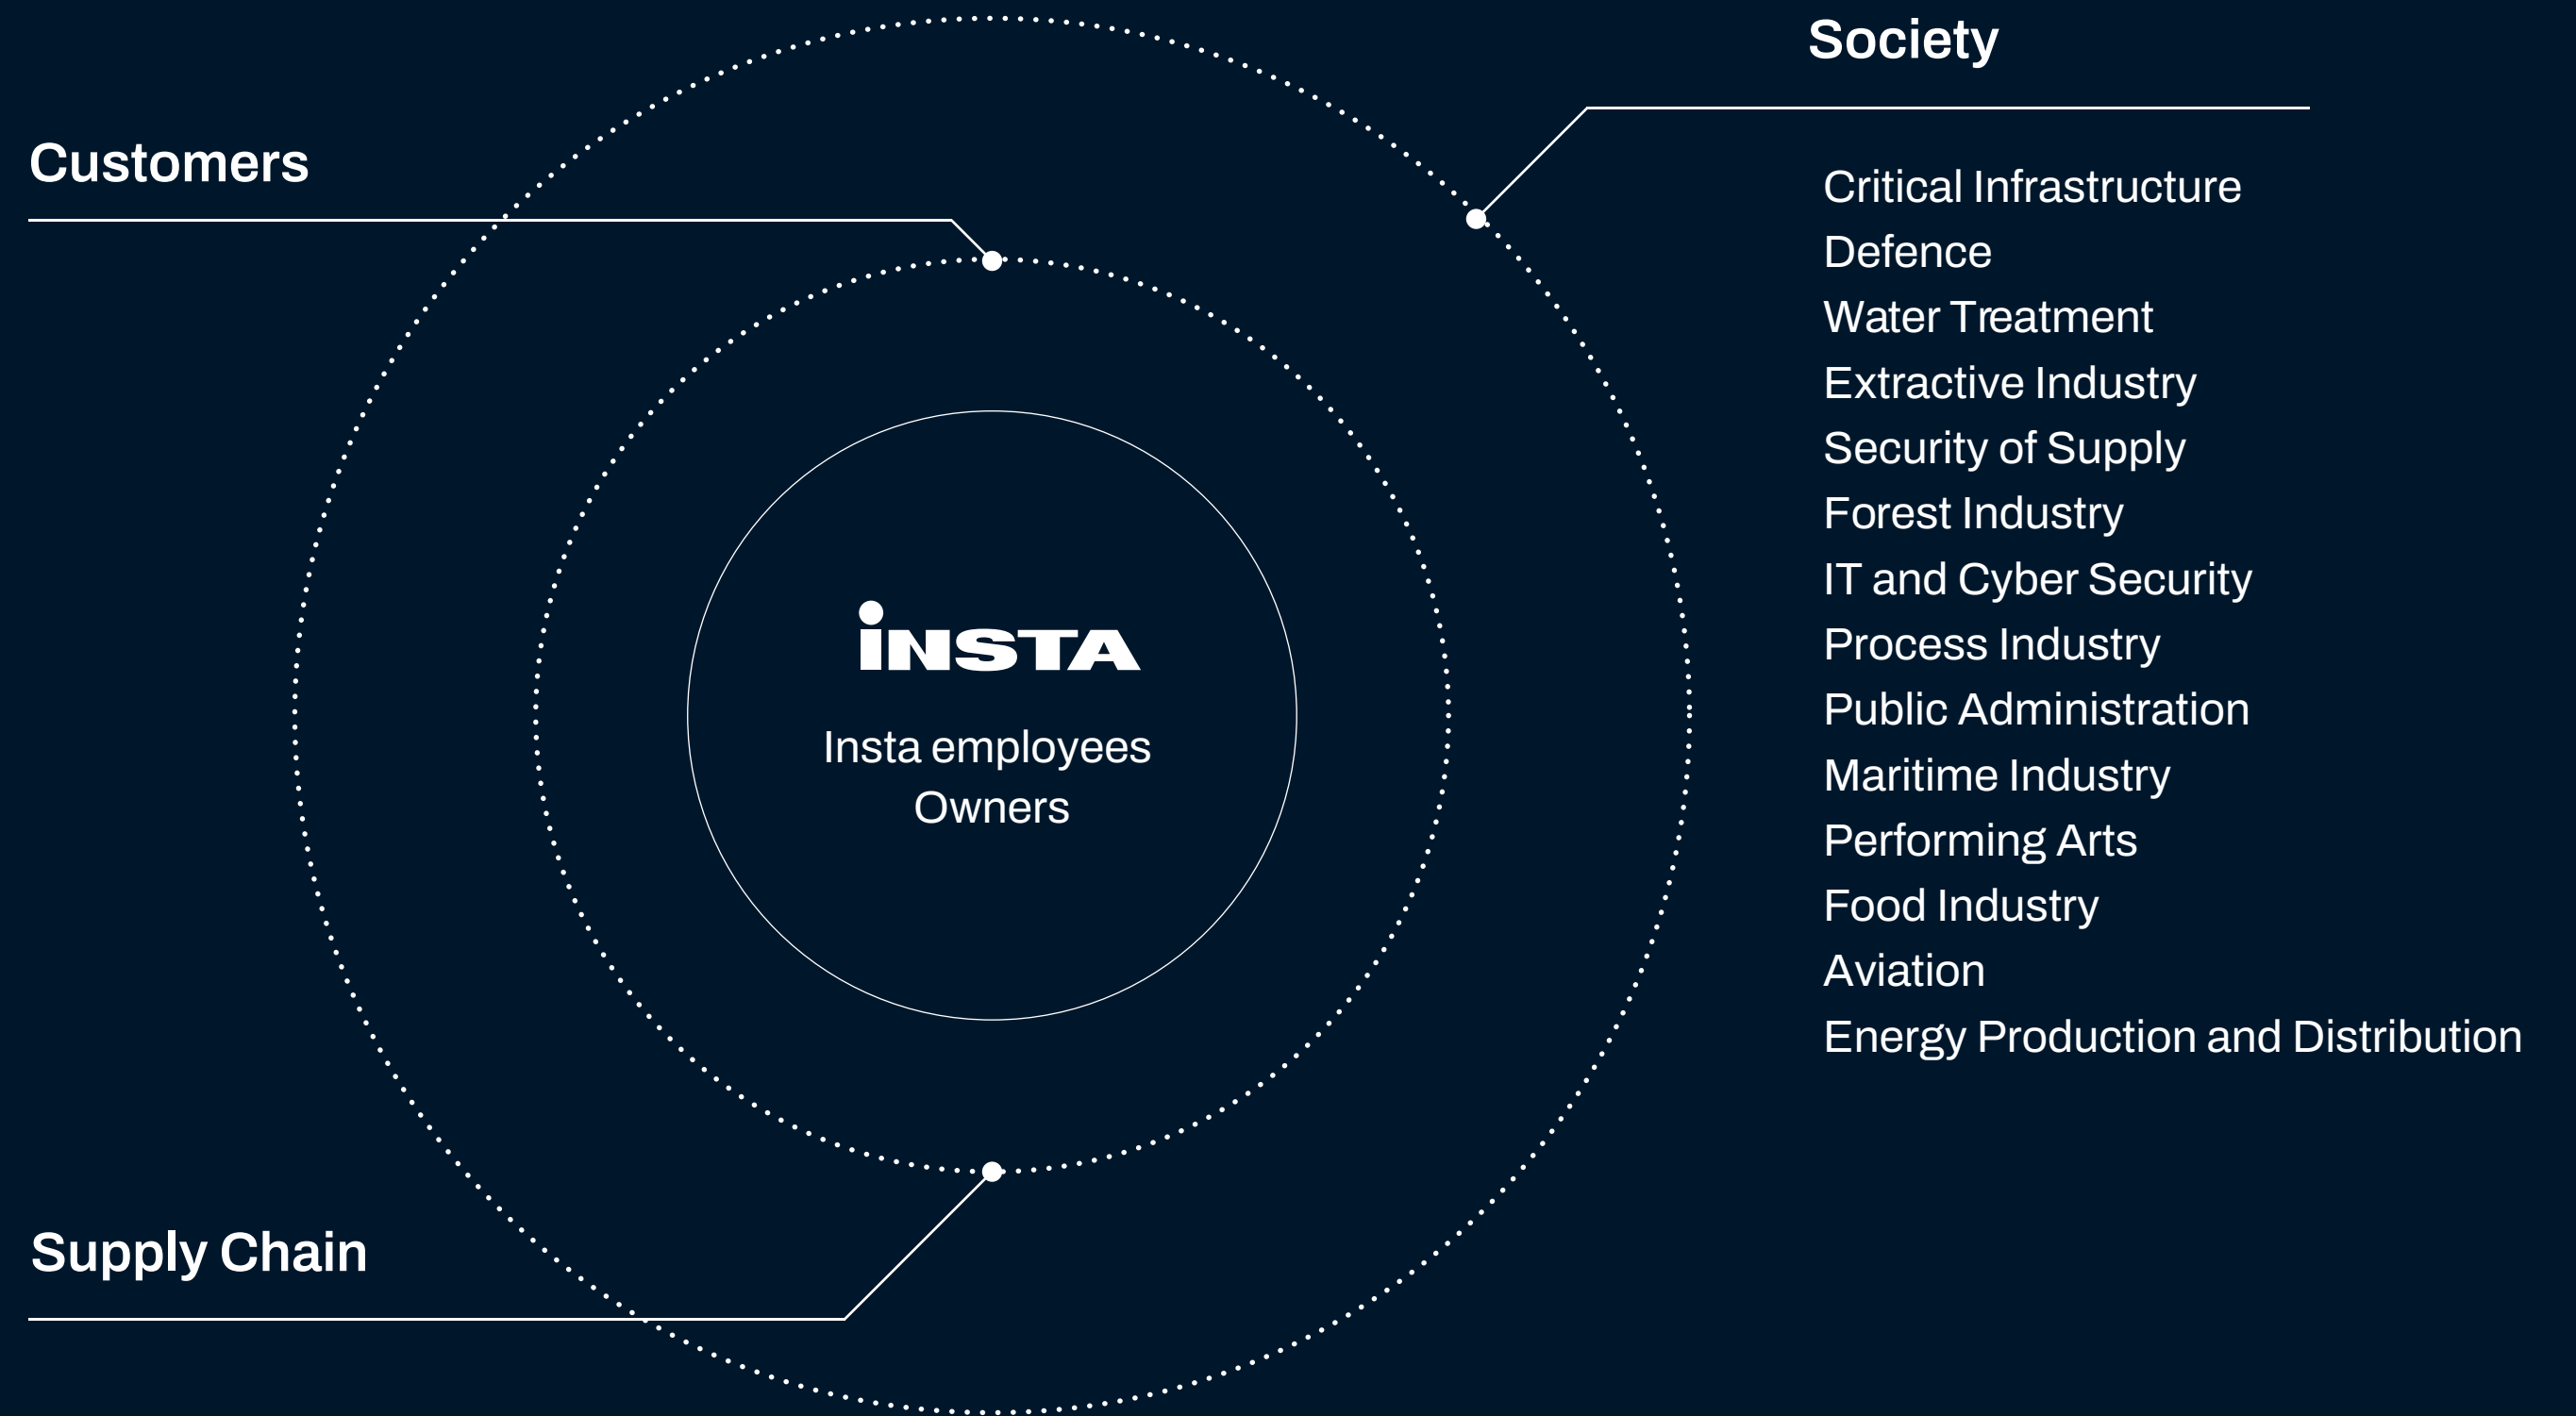 Society
Customers
Critical Infrastructure
Defence
Water Treatment
Extractive Industry
Security of Supply
Forest Industry
IT and Cyber Security
Process Industry
Public Administration
Maritime Industry
Performing Arts
Food Industry
Aviation
Energy Production and Distribution
iNSTA
Insta employees
Owners
Supply Chain